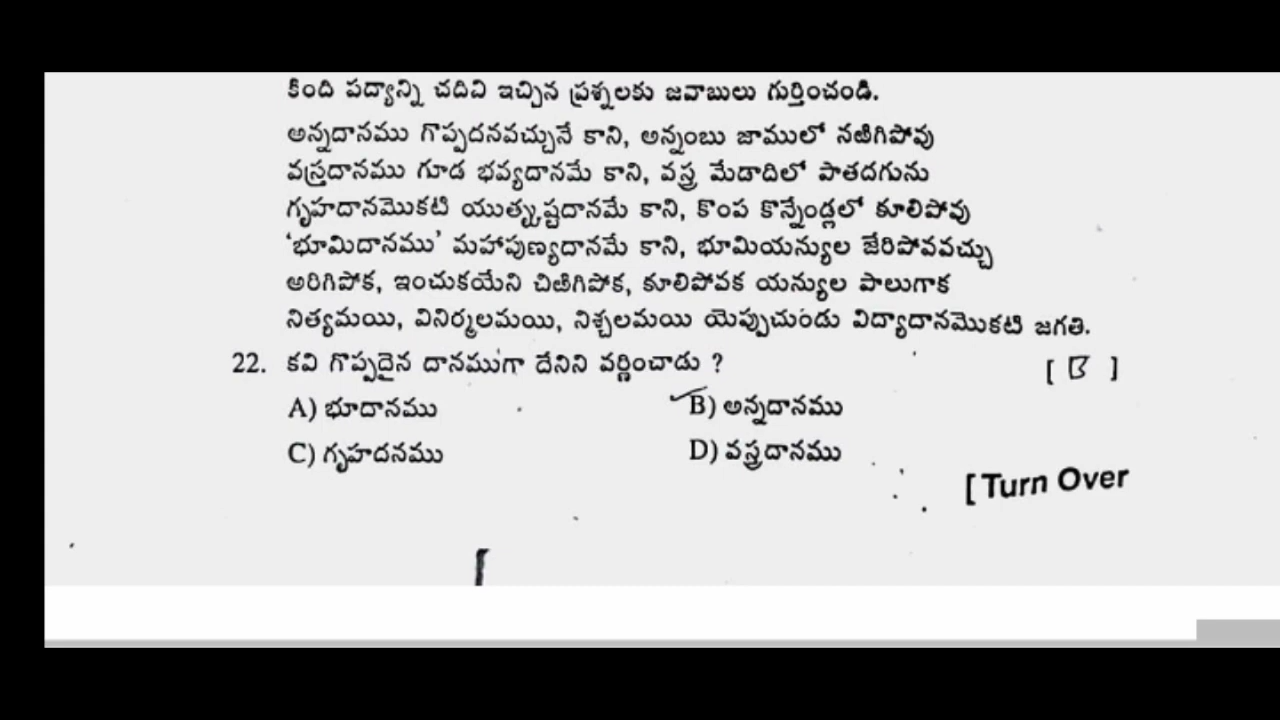 కింది పద్యాన్ని చదివి ఇచ్చిన ప్రశ్నలకు జవాబులు గుర్తించండి.
అన్నదానము గొప్పదనవచ్చునే కాని, అన్నంబు జాములో నఱిగిపోవు
వస్త్రదానము గూడ భవ్యదానమే కాని, వస్త్ర మేడాదిలో పాతదగును
గృహదానమొకటి యుత్కృష్టదానమే కాని, కొంప కొన్నేండ్లలో కూలిపోవు
'భూమిదానము' మహాపుణ్యదానమే కాని, భూమియన్యుల జేరిపోవవచ్చు
అరిగిపోక, ఇంచుకయేని చిఱిగిపోక, కూలిపోవక యన్యుల పాలుగాక
నిత్యమయి, వినిర్మలమయి, నిశ్చలమయి యెప్పుచుండు విద్యాదానమొకటి జగతి.
22. కవి గొప్పదైన దానముగా దేనిని వర్ణించాడు ? [ B ]
A) భూదానము B) అన్నదానము
C) గృహదనము D) వస్త్రదానము
[ Turn Over